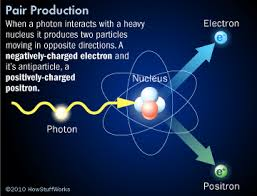 Pair Production
When a photon interacts with a heavy
nucleus it produces two particles
moving in opposite directions. A
negatively-charged electron and
it's antiparticle, a
positively-charged
positron.
Electron
e-
Nucleus
Photon
e+
Positron
©2010 HowStuffWorks